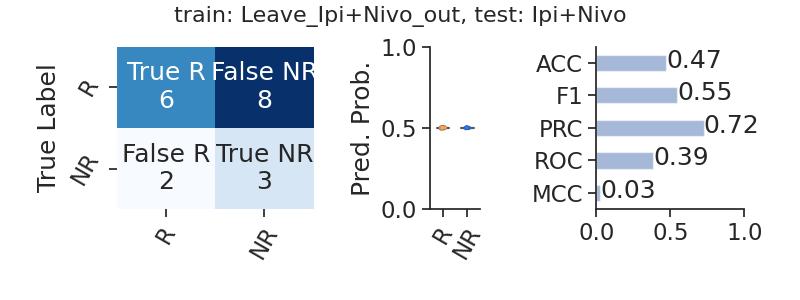 train: Leave_Ipi+Nivo_out, test: Ipi+Nivo
True Label
R
NR
True R
6
False NR
8
False R
2
True NR
3
R
NR
Pred. Prob.
1.0
0.5
0.0
R
NR
ACC
F1
PRC
ROC
MCC
0.47
0.55
0.72
0.39
0.03
0.0
0.5
1.0